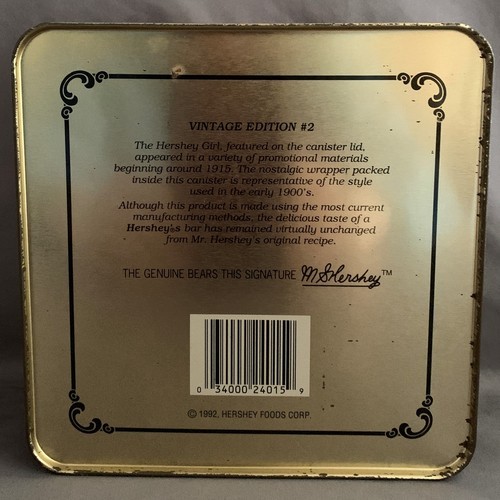 VINTAGE EDITION #2
The Hershey Girl, featured on the canister lid,
appeared in a variety of promotional materials
beginning around 1915. The nostalgic wrapper packed
inside this canister is representative of the style
used in the early 1900's.
Although this product is made using the most current
manufacturing methods, the delicious taste of a
Hershey's bar has remained virtually unchanged
from Mr. Hershey's original recipe.
THE GENUINE BEARS THIS SIGNATURE M.S. Hershey™
0 34000 24015 9
© 1992, HERSHEY FOODS CORP.